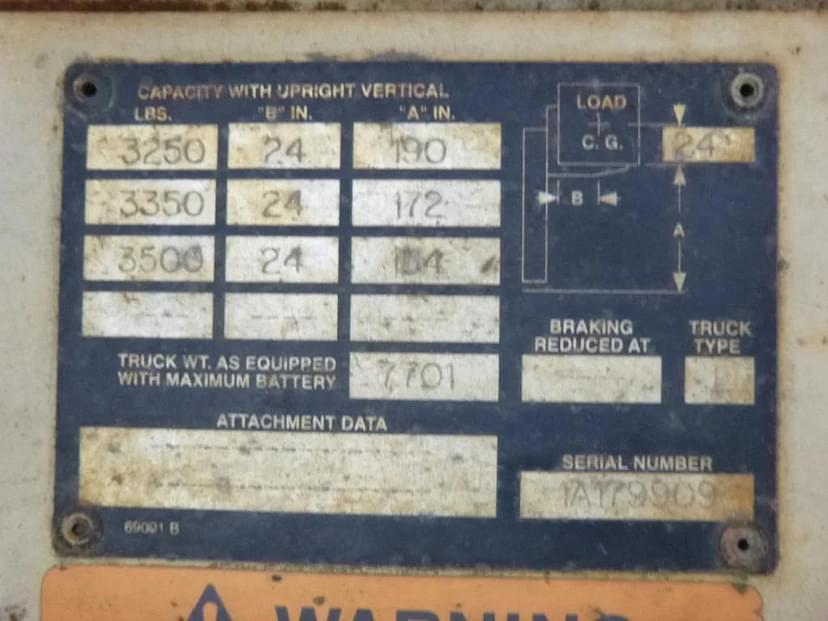 CAPACITY WITH UPRIGHT VERTICAL
LBS. "B" IN. "A" IN.
3250 24 190
3350 24 172
3500 24
LOAD
C. G.
24
B
A
BRAKING
REDUCED AT
TRUCK
TYPE
TRUCK WT. AS EQUIPPED
WITH MAXIMUM BATTERY
7701
ATTACHMENT DATA
SERIAL NUMBER
1A179909
69001 B
WARNING